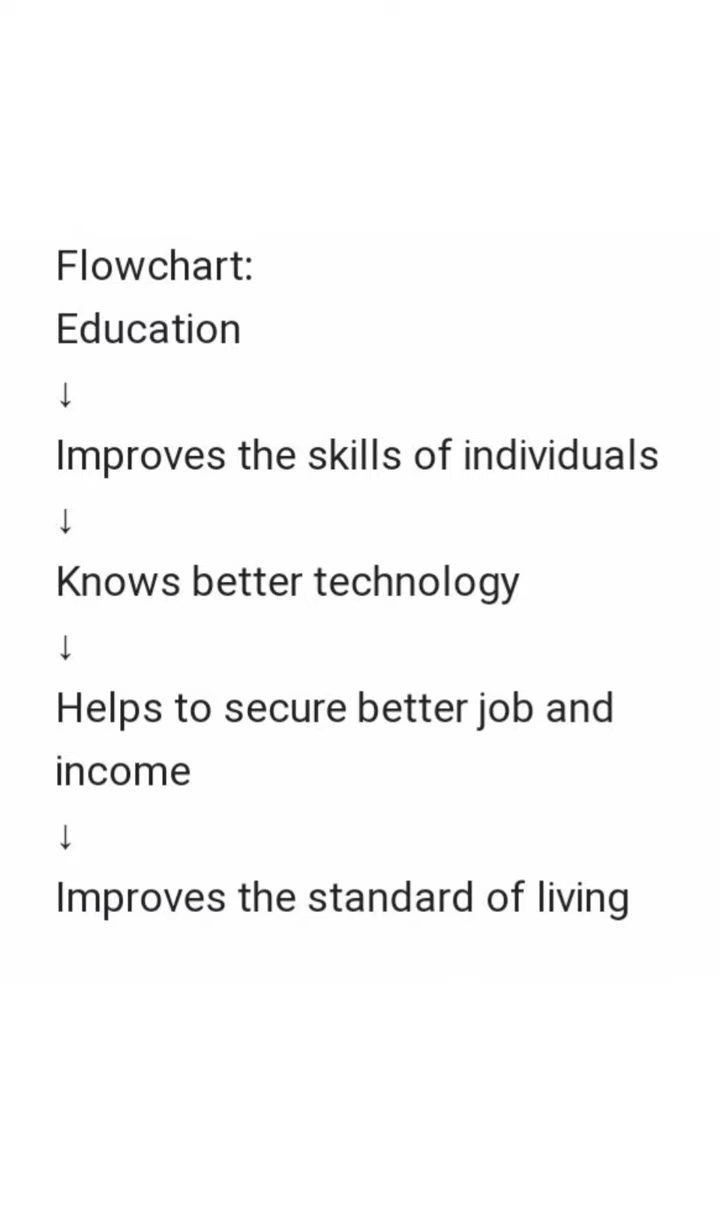 Flowchart:
Education
↓
Improves the skills of individuals
↓
Knows better technology
↓
Helps to secure better job and
income
↓
Improves the standard of living